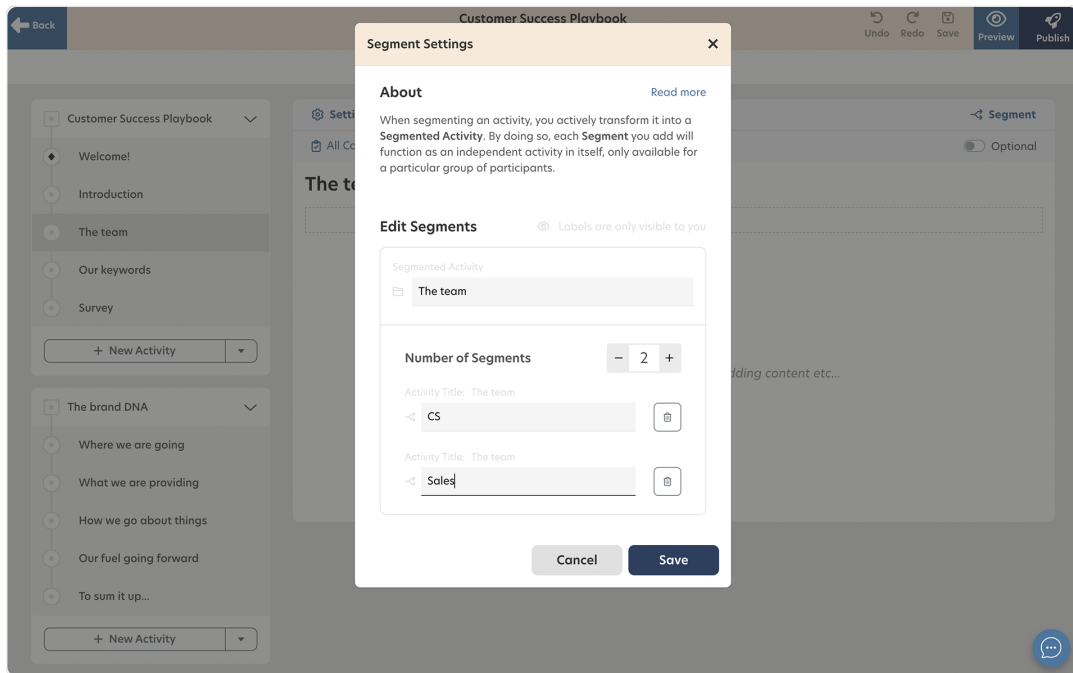 Back
Customer Success Playbook
Undo
Redo
Save
Preview
Publish
Customer Success Playbook
Welcome!
Introduction
The team
Our keywords
Survey
+ New Activity
The brand DNA
Where we are going
What we are providing
How we go about things
Our fuel going forward
To sum it up...
+ New Activity
Segment
Optional
Segment Settings
About
Read more
When segmenting an activity, you actively transform it into a
Segmented Activity. By doing so, each Segment you add will
function as an independent activity in itself, only available for
a particular group of participants.
Edit Segments
Labels are only visible to you
Segmented Activity
The team
Number of Segments
− 2 +
Activity Title: The team
CS
Activity Title: The team
Sales
Cancel
Save
content etc...